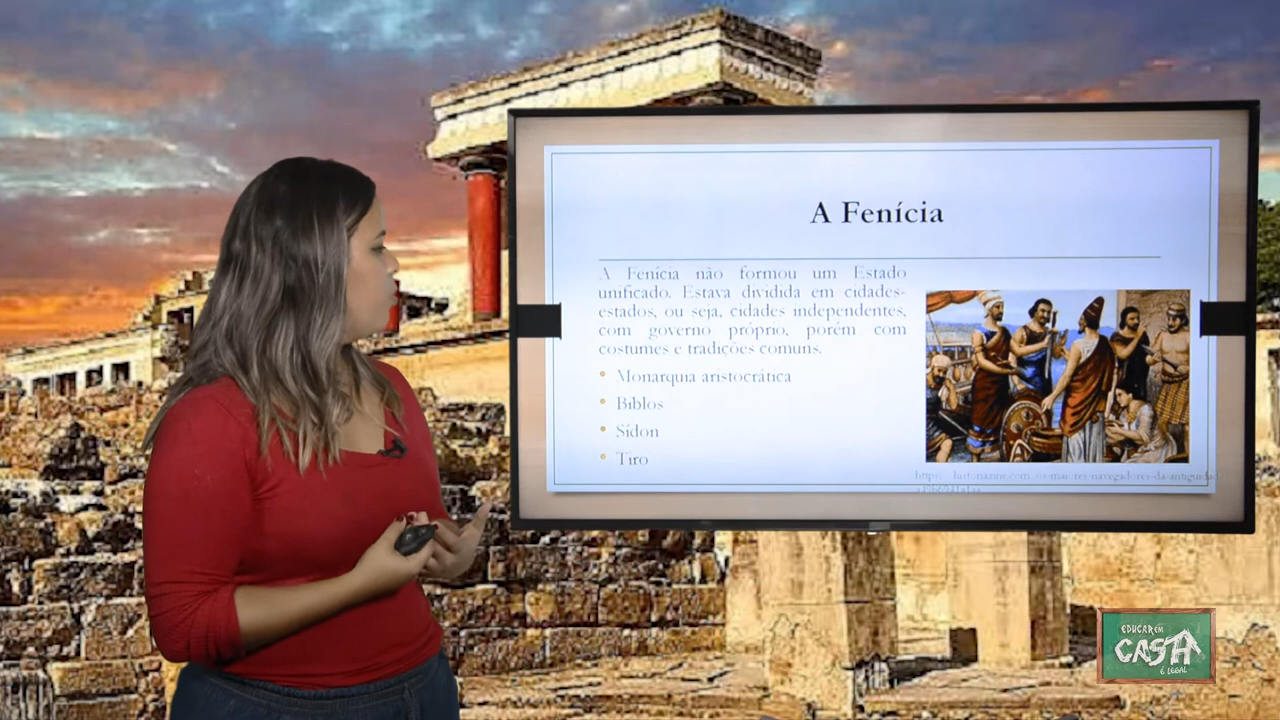 A Fenícia
A Fenícia não formou um Estado
unificado. Estava dividida em cidades-
estados, ou seja, cidades independentes,
com governo próprio, porém com
costumes e tradições comuns.
Monarquia aristocrática
Biblos
Sídon
Tiro
EDUCAR EM
CASA
É LEGAL